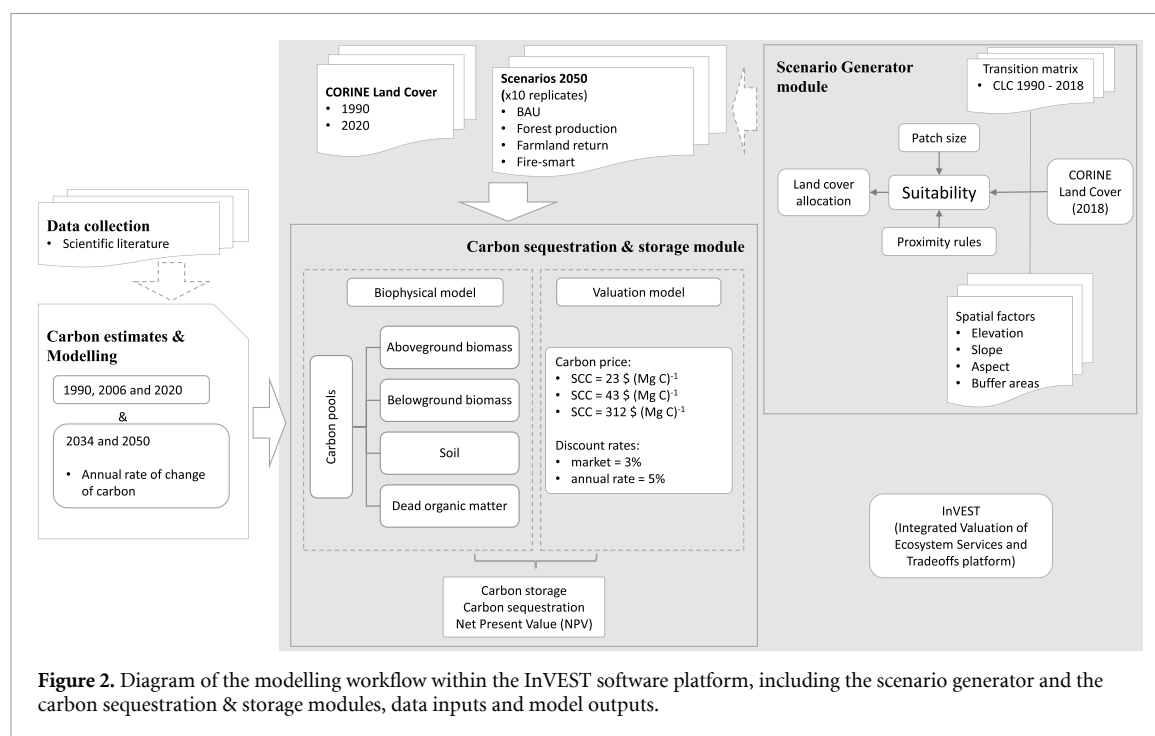 CORINE Land Cover
• 1990
• 2020
Scenarios 2050
(x10 replicates)
• BAU
• Forest production
• Farmland return
• Fire-smart
Scenario Generator
module
Transition matrix
• CLC 1990 - 2018
Patch size
Land cover
allocation
Suitability
CORINE
Land Cover
(2018)
Proximity rules
Spatial factors
• Elevation
• Slope
• Aspect
• Buffer areas
Data collection
• Scientific literature
Carbon estimates &
Modelling
1990, 2006 and 2020
&
2034 and 2050
• Annual rate of change
of carbon
Carbon sequestration & storage module
Biophysical model
Valuation model
Carbon pools
Aboveground biomass
Belowground biomass
Soil
Dead organic matter
Carbon price:
• SCC = 23 $ (Mg C)-1
• SCC = 43 $ (Mg C)-1
• SCC = 312 $ (Mg C)-1
Discount rates:
• market = 3%
• annual rate = 5%
Carbon storage
Carbon sequestration
Net Present Value (NPV)
InVEST
(Integrated Valuation of
Ecosystem Services and
Tradeoffs platform)
Figure 2. Diagram of the modelling workflow within the InVEST software platform, including the scenario generator and the
carbon sequestration & storage modules, data inputs and model outputs.